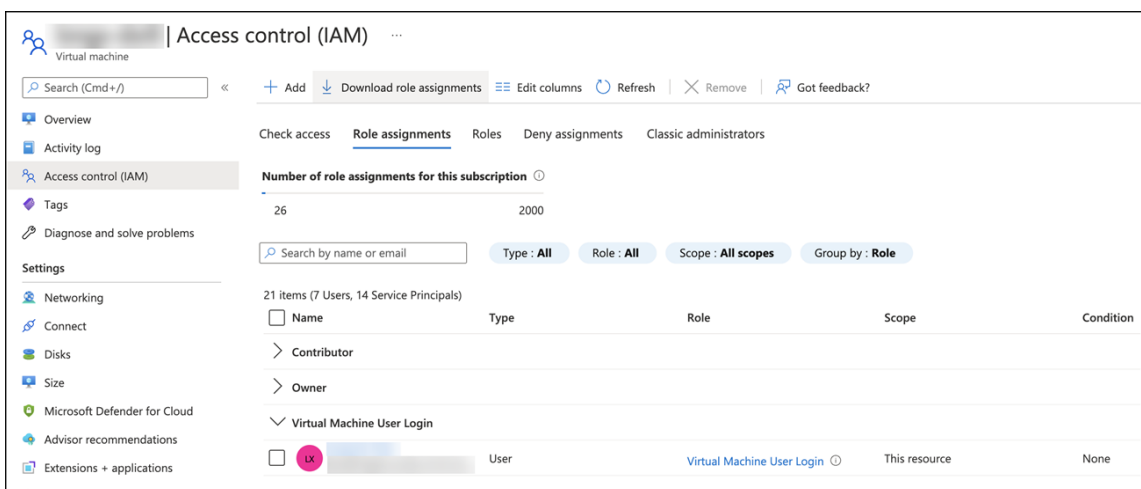 | Access control (IAM) ...
Virtual machine
Search (Cmd+/) «
Overview
Activity log
Access control (IAM)
Tags
Diagnose and solve problems
Settings
Networking
Connect
Disks
Size
Microsoft Defender for Cloud
Advisor recommendations
Extensions + applications
Add Download role assignments Edit columns Refresh Remove Got feedback?
Check access Role assignments Roles Deny assignments Classic administrators
Number of role assignments for this subscription
26 2000
Search by name or email Type : All Role : All Scope : All scopes Group by : Role
21 items (7 Users, 14 Service Principals)
Name Type Role Scope Condition
Contributor
Owner
Virtual Machine User Login
LX User Virtual Machine User Login This resource None